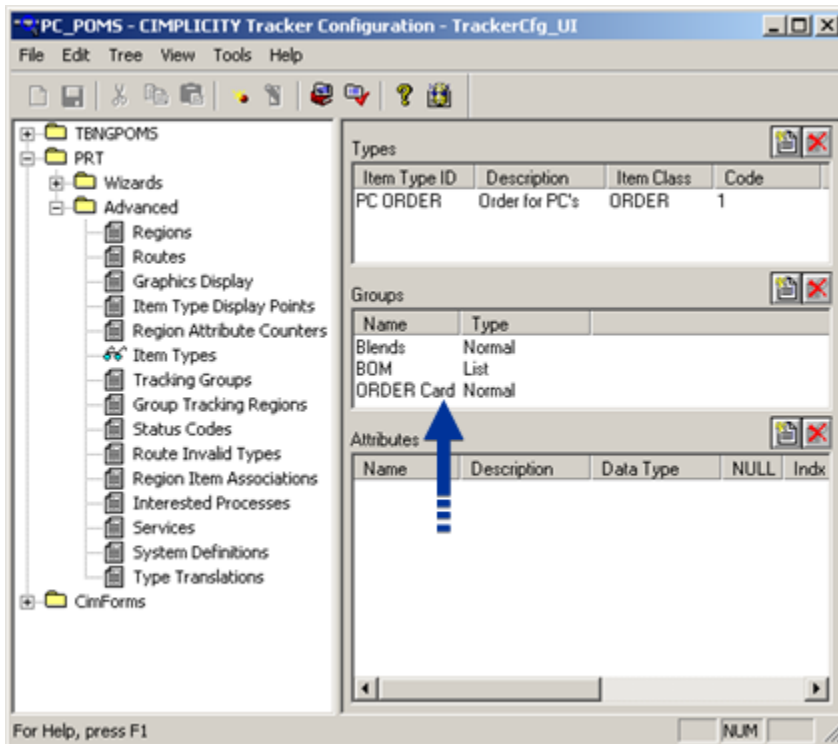 PC_POMS - CIMPLICITY Tracker Configuration - TrackerCfg_UI
File Edit Tree View Tools Help
TBNGPOMS
PRT
Wizards
Advanced
Regions
Routes
Graphics Display
Item Type Display Points
Region Attribute Counters
Item Types
Tracking Groups
Group Tracking Regions
Status Codes
Route Invalid Types
Region Item Associations
Interested Processes
Services
System Definitions
Type Translations
CimForms
Types
Item Type ID Description Item Class Code
PC ORDER Order for PC's ORDER 1
Groups
Name Type
Blends Normal
BOM List
ORDER Card Normal
Attributes
Name Description Data Type NULL Indx
For Help, press F1 NUM